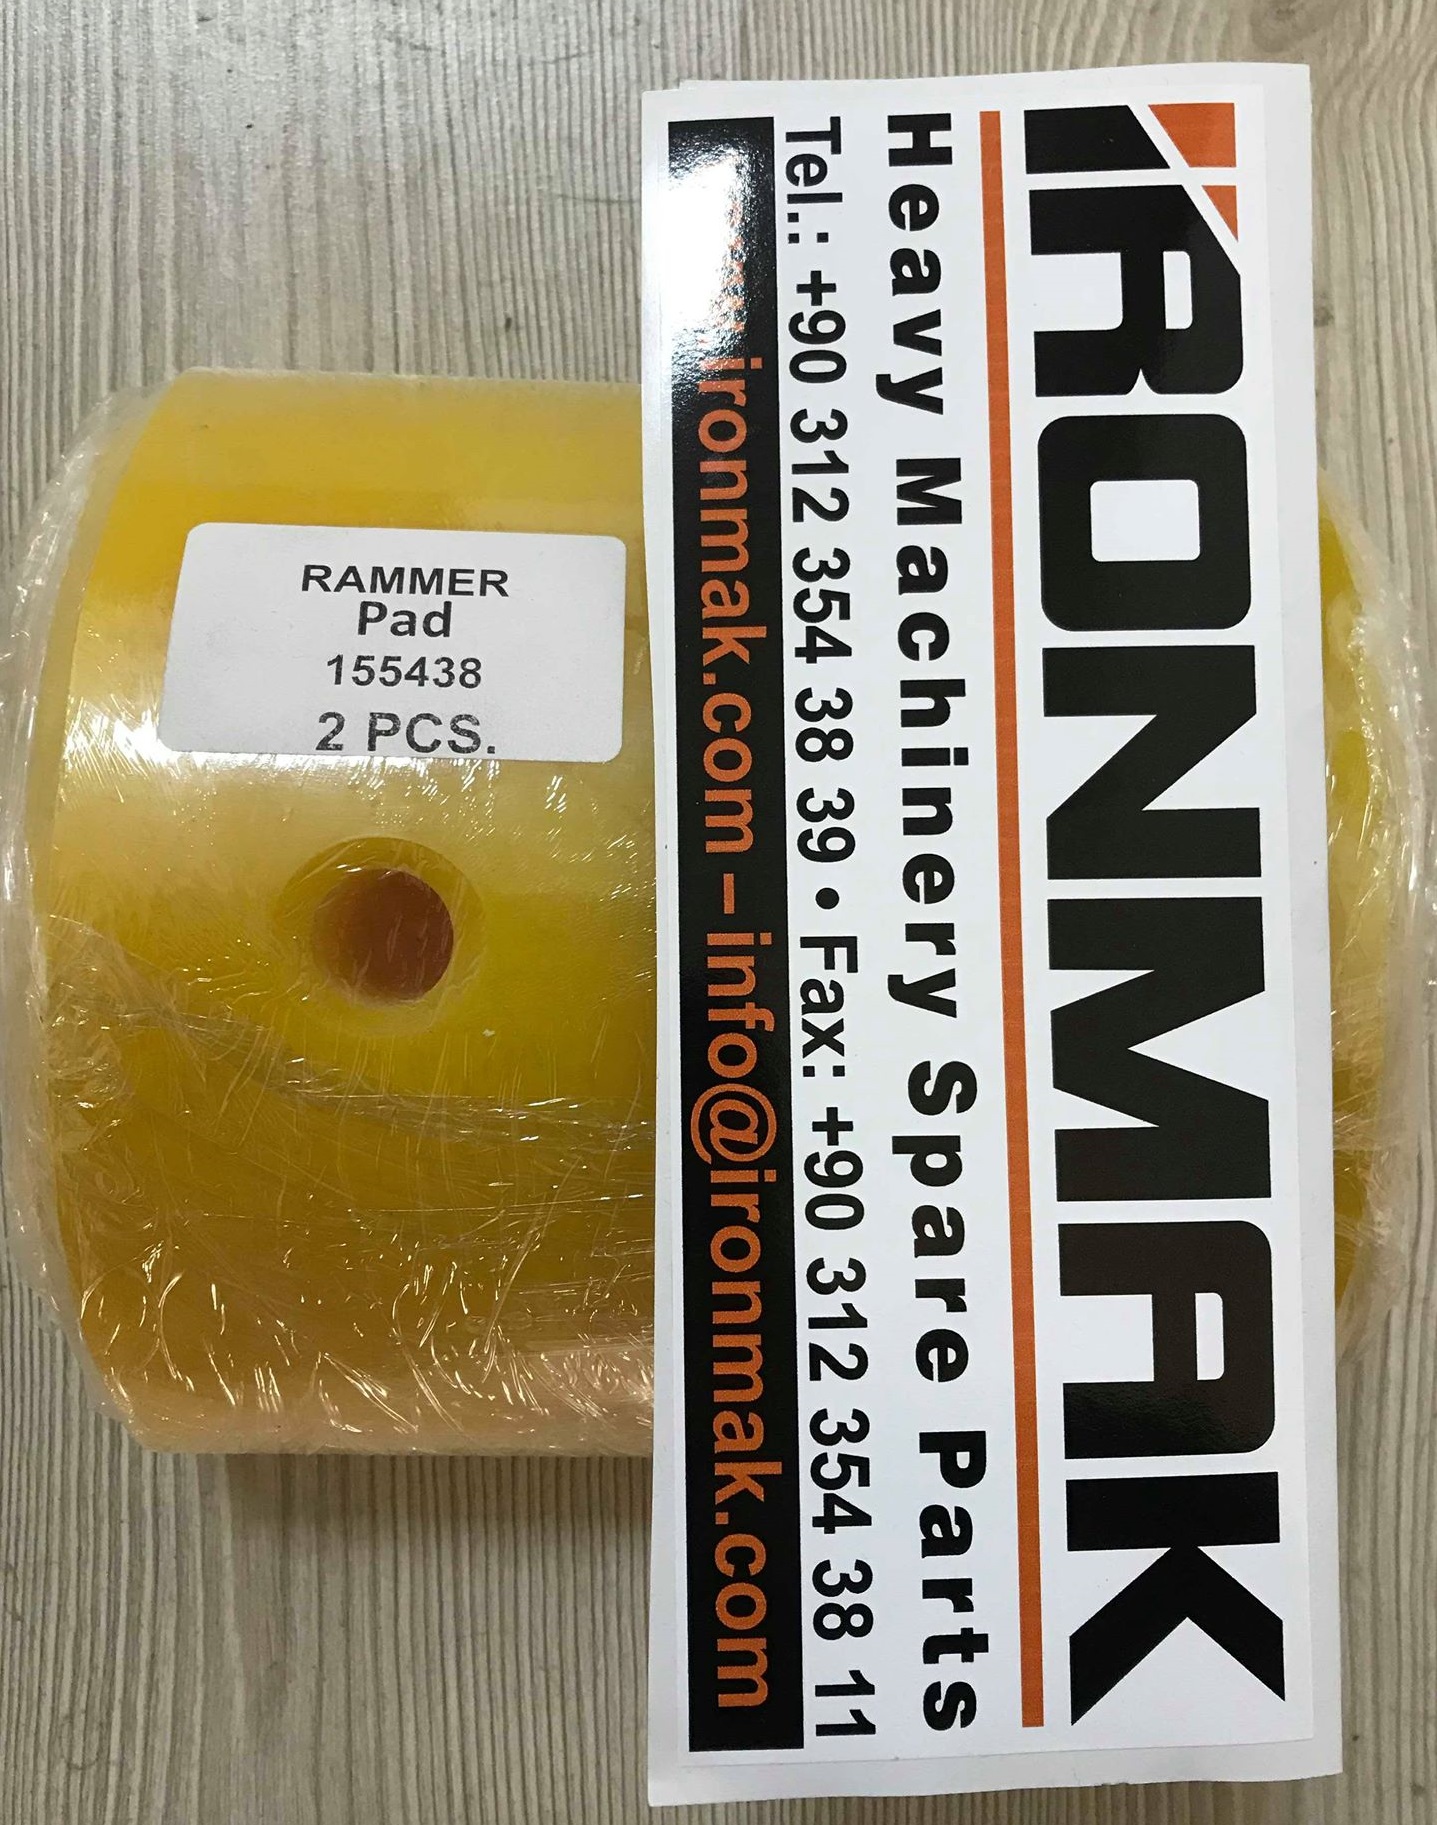 RAMMER
Pad
155438
2 PCS.
IRONMAK
Heavy Machinery Spare Parts
Tel.: +90 312 354 38 39 • Fax: +90 312 354 38 11
www.ironmak.com – info@ironmak.com